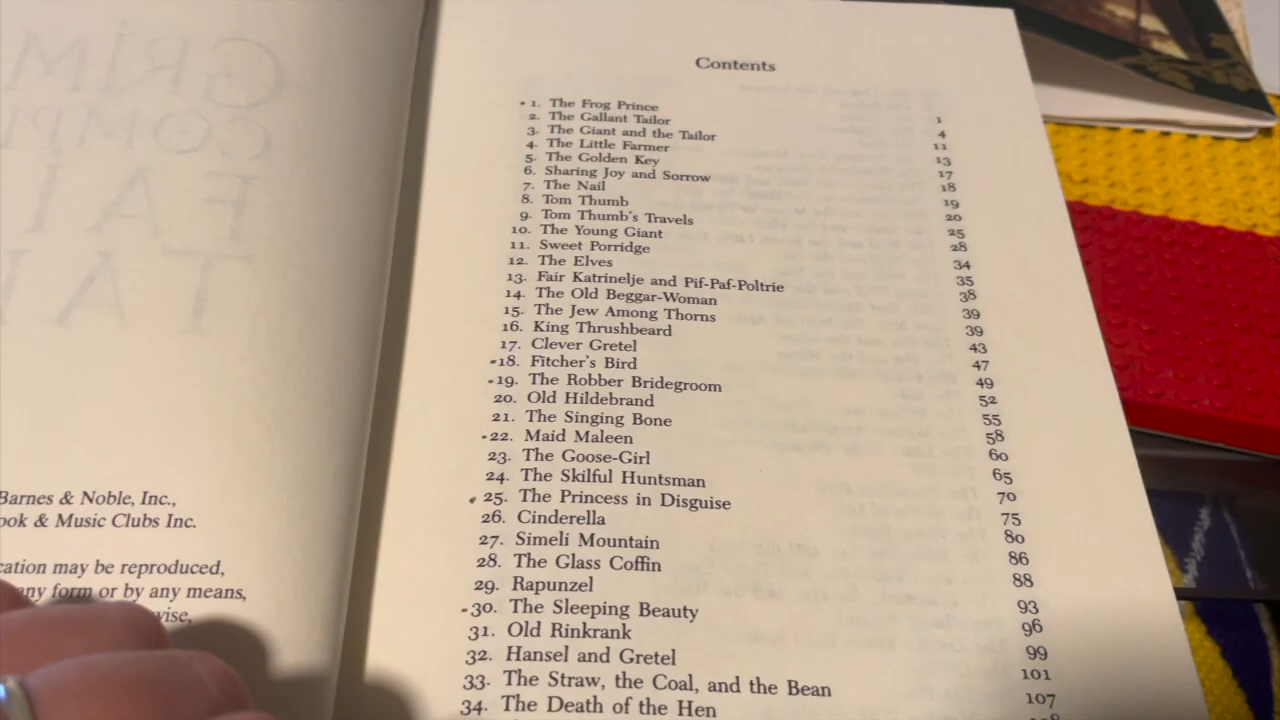 Barnes & Noble, Inc.,
ook & Music Clubs Inc.
cation may be reproduced,
any form or by any means,
wise,
Contents
1. The Frog Prince 1
2. The Gallant Tailor 4
3. The Giant and the Tailor 11
4. The Little Farmer 13
5. The Golden Key 17
6. Sharing Joy and Sorrow 18
7. The Nail 19
8. Tom Thumb 20
9. Tom Thumb's Travels 25
10. The Young Giant 28
11. Sweet Porridge 34
12. The Elves 35
13. Fair Katrinelje and Pif-Paf-Poltrie 38
14. The Old Beggar-Woman 39
15. The Jew Among Thorns 39
16. King Thrushbeard 43
17. Clever Gretel 47
18. Fitcher's Bird 49
19. The Robber Bridegroom 52
20. Old Hildebrand 55
21. The Singing Bone 58
22. Maid Maleen 60
23. The Goose-Girl 65
24. The Skilful Huntsman 70
25. The Princess in Disguise 75
26. Cinderella 80
27. Simeli Mountain 86
28. The Glass Coffin 88
29. Rapunzel 93
30. The Sleeping Beauty 96
31. Old Rinkrank 99
32. Hansel and Gretel 101
33. The Straw, the Coal, and the Bean 107
34. The Death of the Hen